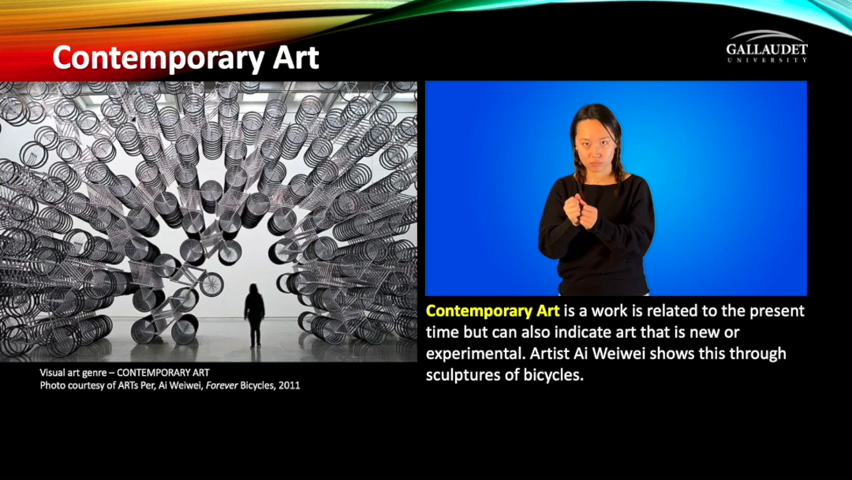 Contemporary Art
GALLAUDET
UNIVERSITY
Contemporary Art is a work is related to the present
time but can also indicate art that is new or
experimental. Artist Ai Weiwei shows this through
sculptures of bicycles.
Visual art genre – CONTEMPORARY ART
Photo courtesy of ARTs Per, Ai Weiwei, Forever Bicycles, 2011